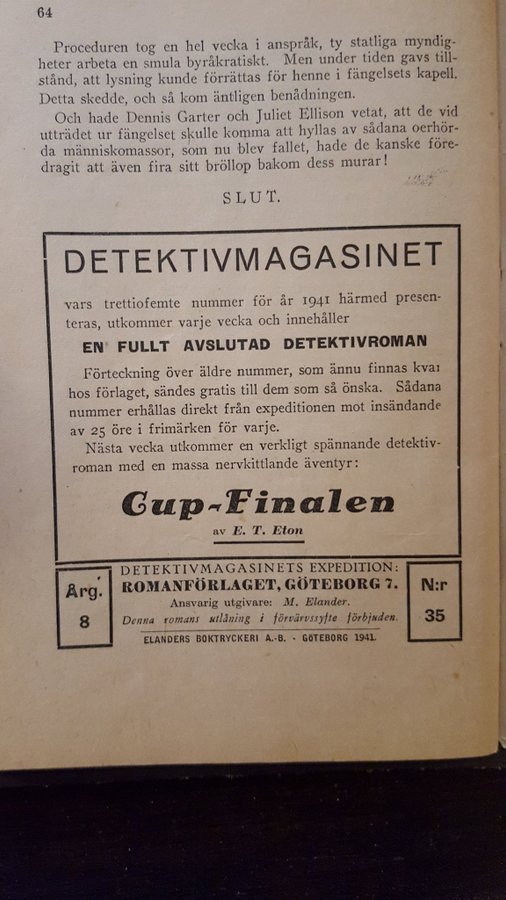 64
Proceduren tog en hel vecka i anspråk, ty statliga myndig-
heter arbeta en smula byråkratiskt. Men under tiden gavs till-
stånd, att lysning kunde förrättas för henne i fängelsets kapell.
Detta skedde, och så kom äntligen benådningen.
Och hade Dennis Garter och Juliet Ellison vetat, att de vid
utträdet ur fängelset skulle komma att hyllas av sådana oerhör-
da människomassor, som nu blev fallet, hade de kanske före-
dragit att även fira sitt bröllop bakom dess murar!
SLUT.
DETEKTIVMAGASINET
vars trettiofemte nummer för år 1941 härmed presen-
teras, utkommer varje vecka och innehåller
EN FULLT AVSLUTAD DETEKTIVROMAN
Förteckning över äldre nummer, som ännu finnas kvar
hos förlaget, sändes gratis till dem som så önska. Sådana
nummer erhållas direkt från expeditionen mot insändande
av 25 öre i frimärken för varje.
Nästa vecka utkommer en verkligt spännande detektiv-
roman med en massa nervkittlande äventyr:
Cup-Finalen
av E. T. Eton
DETEKTIVMAGASINETS EXPEDITION:
ROMANFÖRLAGET, GÖTEBORG 7.
Ansvarig utgivare: M. Elander.
Denna romans utlåning i förvärvssyfte förbjuden.
ELANDERS BOKTRYCKERI A.-B. - GÖTEBORG 1941.
Årg.
8
N:r
35